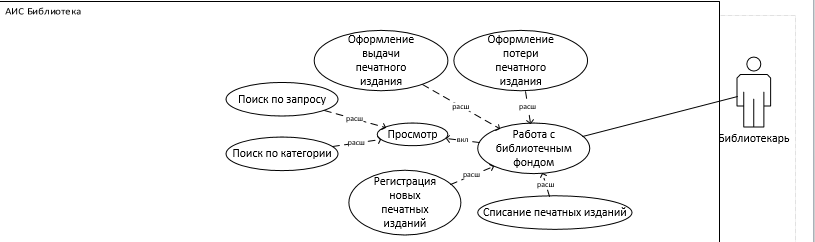 АИС Библиотека
Оформление
выдачи
печатного
издания
Оформление
потери
печатного
издания
Поиск по запросу
расш
расш
расш
Просмотр
вкл
Работа с
библиотечным
фондом
Библиотекарь
Поиск по категории
расш
Регистрация
новых
печатных
изданий
расш
расш
Списание печатных изданий